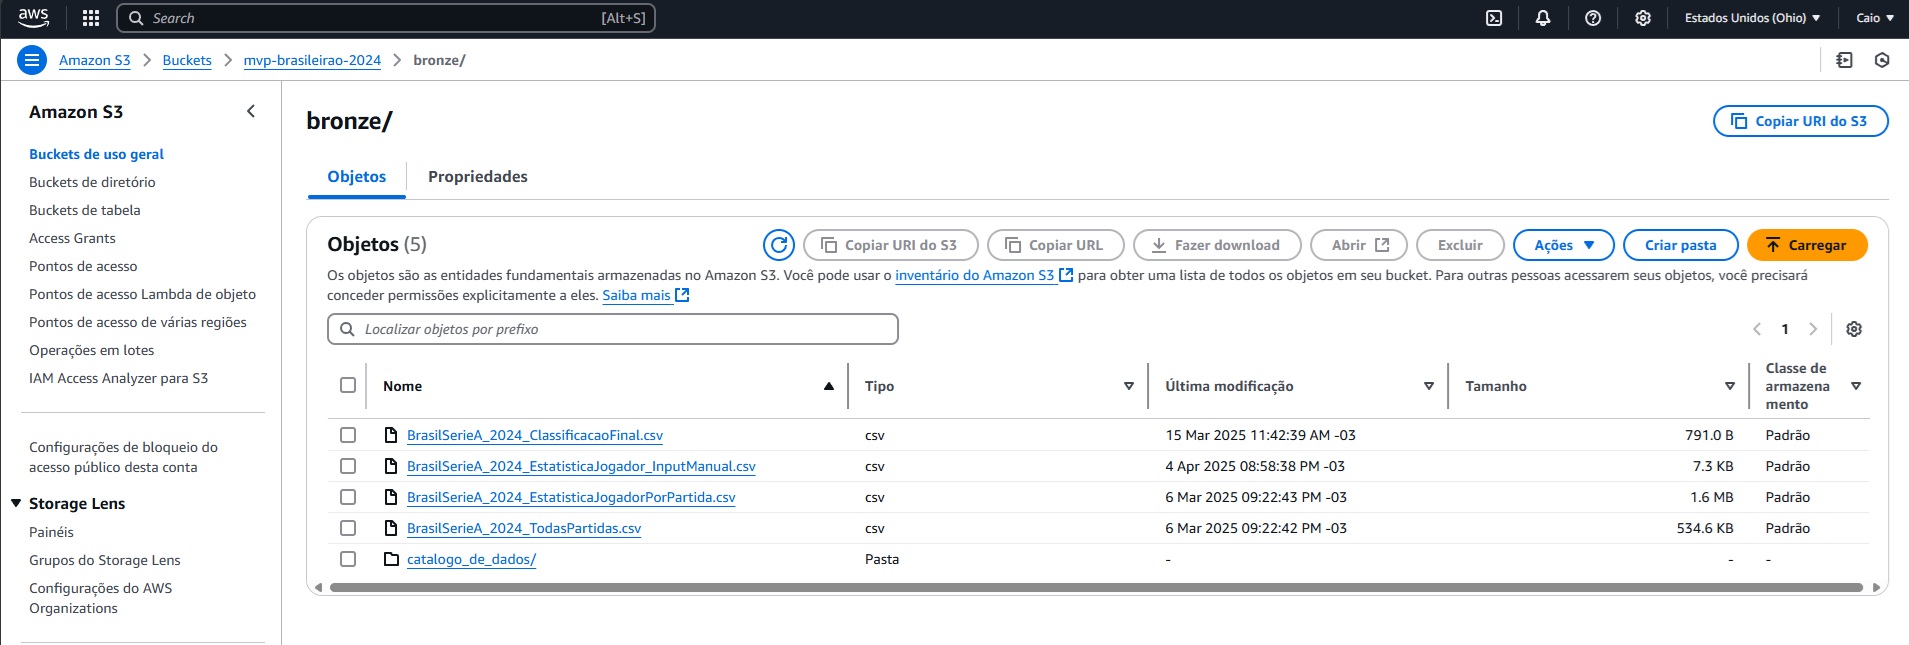 aws
Search [Alt+S]
Estados Unidos (Ohio) Caio
Amazon S3 Buckets mvp-brasileirao-2024 bronze/
Amazon S3
Buckets de uso geral
Buckets de diretório
Buckets de tabela
Access Grants
Pontos de acesso
Pontos de acesso Lambda de objeto
Pontos de acesso de várias regiões
Operações em lotes
IAM Access Analyzer para S3
Configurações de bloqueio do
acesso público desta conta
Storage Lens
Painéis
Grupos do Storage Lens
Configurações do AWS
Organizations
bronze/
Copiar URI do S3
Objetos Propriedades
Objetos (5)
Copiar URI do S3 Copiar URL Fazer download Abrir Excluir Ações Criar pasta Carregar
Os objetos são as entidades fundamentais armazenadas no Amazon S3. Você pode usar o inventário do Amazon S3 para obter uma lista de todos os objetos em seu bucket. Para outras pessoas acessarem seus objetos, você precisará
conceder permissões explicitamente a eles. Saiba mais
Localizar objetos por prefixo
1
Nome Tipo Última modificação Tamanho Classe de
armazena
mento
BrasilSerieA_2024_ClassificacaoFinal.csv csv 15 Mar 2025 11:42:39 AM -03 791.0 B Padrão
BrasilSerieA_2024_EstatisticaJogador_InputManual.csv csv 4 Apr 2025 08:58:38 PM -03 7.3 KB Padrão
BrasilSerieA_2024_EstatisticaJogadorPorPartida.csv csv 6 Mar 2025 09:22:43 PM -03 1.6 MB Padrão
BrasilSerieA_2024_TodasPartidas.csv csv 6 Mar 2025 09:22:42 PM -03 534.6 KB Padrão
catalogo_de_dados/ Pasta - - -